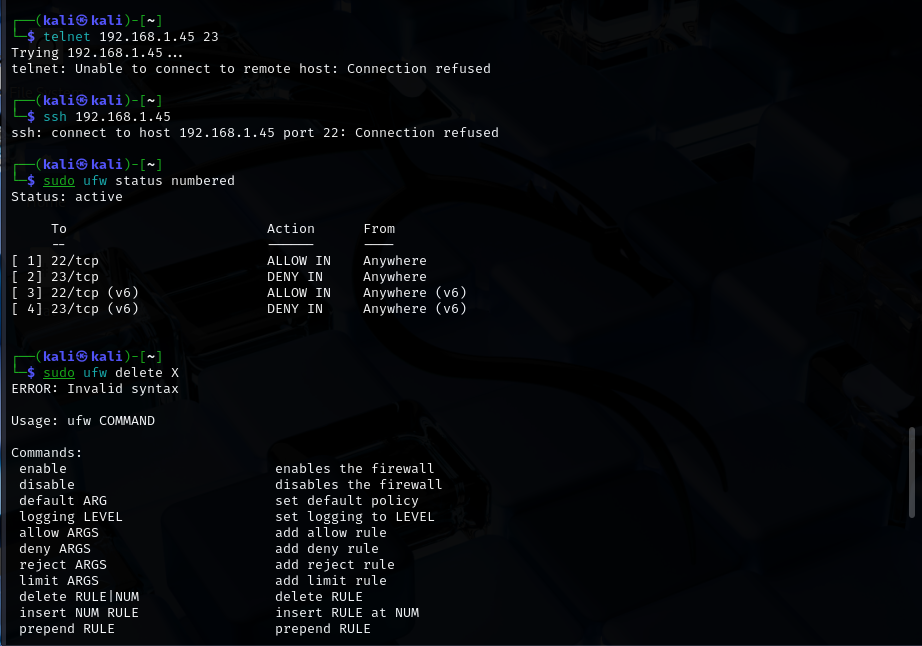 ┌──(kali㉿kali)-[~]
└─$ telnet 192.168.1.45 23
Trying 192.168.1.45...
telnet: Unable to connect to remote host: Connection refused
┌──(kali㉿kali)-[~]
└─$ ssh 192.168.1.45
ssh: connect to host 192.168.1.45 port 22: Connection refused
┌──(kali㉿kali)-[~]
└─$ sudo ufw status numbered
Status: active
     To                         Action      From
     --                         ------      ----
[ 1] 22/tcp                     ALLOW IN    Anywhere
[ 2] 23/tcp                     DENY IN     Anywhere
[ 3] 22/tcp (v6)                ALLOW IN    Anywhere (v6)
[ 4] 23/tcp (v6)                DENY IN     Anywhere (v6)
┌──(kali㉿kali)-[~]
└─$ sudo ufw delete X
ERROR: Invalid syntax
Usage: ufw COMMAND
Commands:
 enable                          enables the firewall
 disable                         disables the firewall
 default ARG                     set default policy
 logging LEVEL                   set logging to LEVEL
 allow ARGS                      add allow rule
 deny ARGS                       add deny rule
 reject ARGS                     add reject rule
 limit ARGS                      add limit rule
 delete RULE|NUM                 delete RULE
 insert NUM RULE                 insert RULE at NUM
 prepend RULE                    prepend RULE